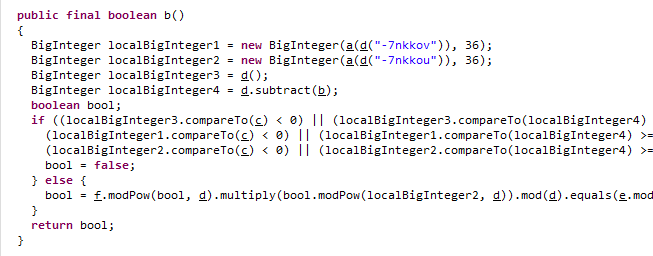 public final boolean b()
{
BigInteger localBigInteger1 = new BigInteger(a(d("-7nkkov")), 36);
BigInteger localBigInteger2 = new BigInteger(a(d("-7nkkou")), 36);
BigInteger localBigInteger3 = d();
BigInteger localBigInteger4 = d.subtract(b);
boolean bool;
if ((localBigInteger3.compareTo(c) < 0) || (localBigInteger3.compareTo(localBigInteger4)
(localBigInteger1.compareTo(c) < 0) || (localBigInteger1.compareTo(localBigInteger4) >=
(localBigInteger2.compareTo(c) < 0) || (localBigInteger2.compareTo(localBigInteger4) >=
bool = false;
} else {
bool = f.modPow(bool, d).multiply(bool.modPow(localBigInteger2, d)).mod(d).equals(e.mod
}
return bool;
}